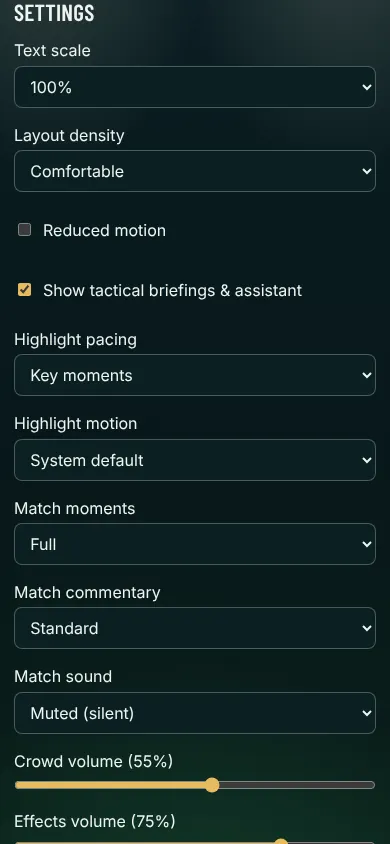 SETTINGS
Text scale
100%
Layout density
Comfortable
Reduced motion
Show tactical briefings & assistant
Highlight pacing
Key moments
Highlight motion
System default
Match moments
Full
Match commentary
Standard
Match sound
Muted (silent)
Crowd volume (55%)
Effects volume (75%)